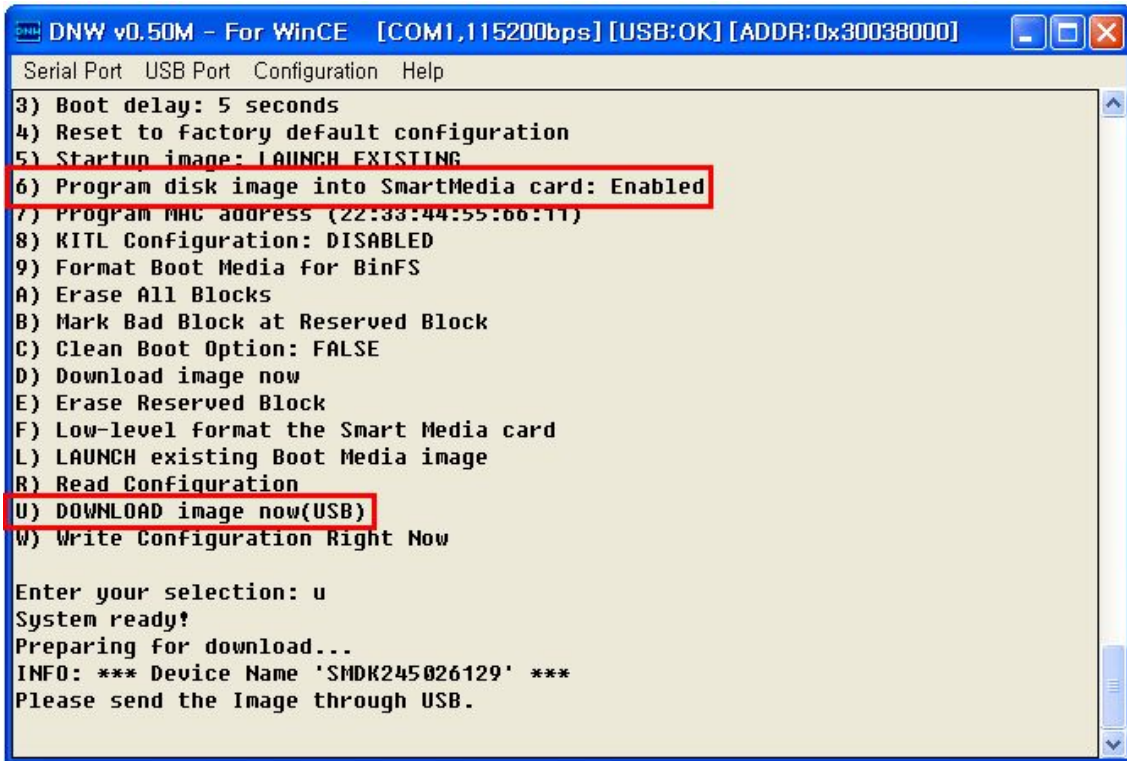 DNW v0.50M - For WinCE [COM1,115200bps][USB:OK][ADDR:0x30038000]
Serial Port USB Port Configuration Help
3) Boot delay: 5 seconds
4) Reset to factory default configuration
5) Startup image: LAUNCH EXISTING
6) Program disk image into SmartMedia card: Enabled
7) Program MAC address (22:33:44:55:66:11)
8) KITL Configuration: DISABLED
9) Format Boot Media for BinFS
A) Erase All Blocks
B) Mark Bad Block at Reserved Block
C) Clean Boot Option: FALSE
D) Download image now
E) Erase Reserved Block
F) Low-level format the Smart Media card
L) LAUNCH existing Boot Media image
R) Read Configuration
U) DOWNLOAD image now(USB)
W) Write Configuration Right Now
Enter your selection: u
System ready!
Preparing for download...
INFO: *** Device Name 'SMDK245026129' ***
Please send the Image through USB.